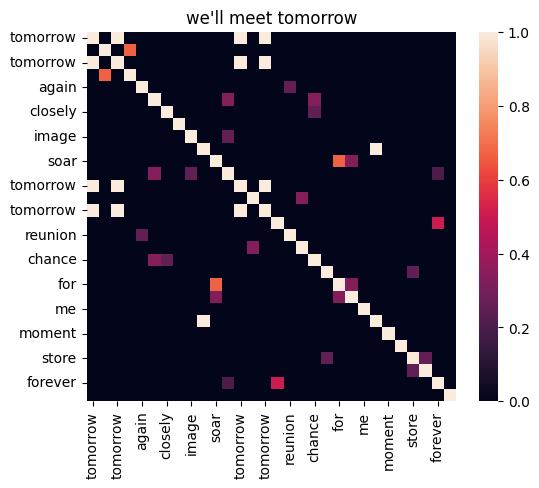 we'll meet tomorrow
tomorrow
tomorrow
again
closely
image
soar
tomorrow
tomorrow
reunion
chance
for
me
moment
store
forever
1.0
0.8
0.6
0.4
0.2
0.0
tomorrow
tomorrow
again
closely
image
soar
tomorrow
tomorrow
reunion
chance
for
me
moment
store
forever